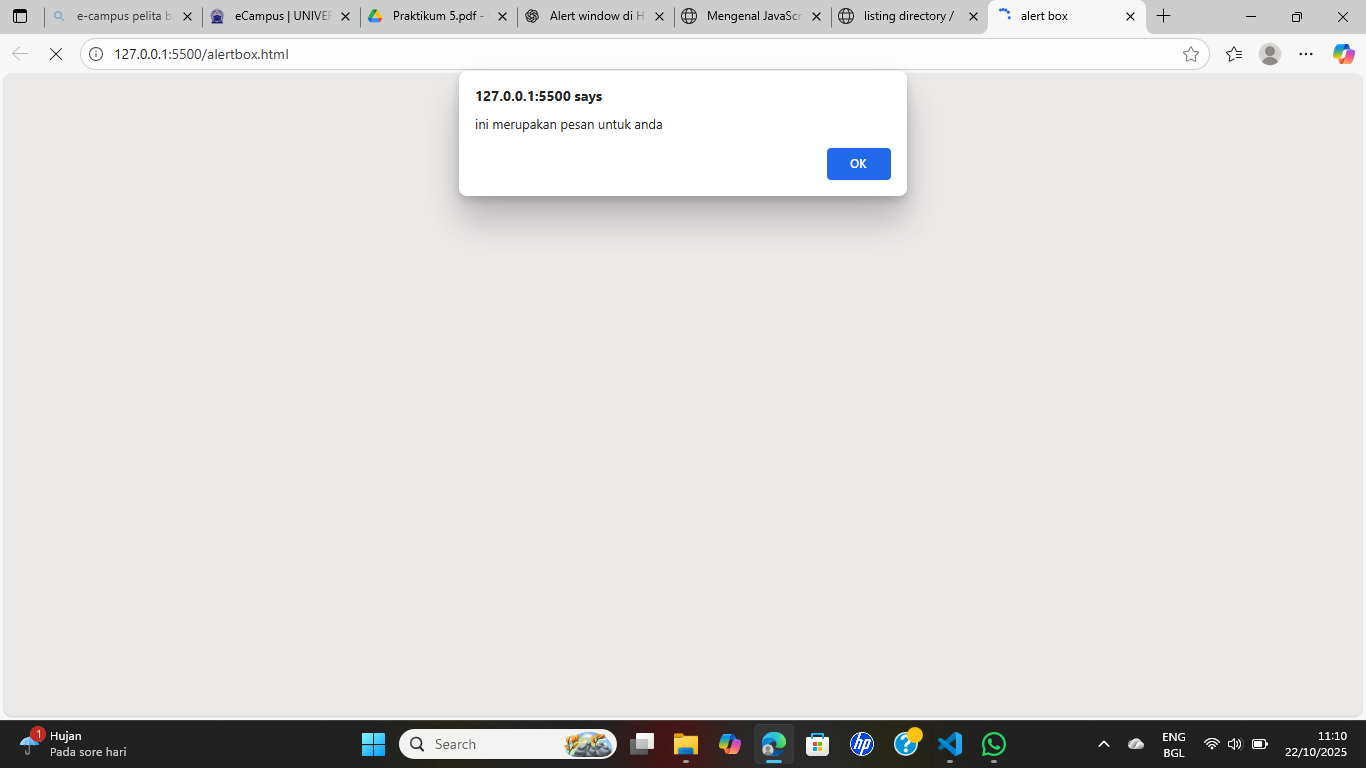 e-campus pelita b
eCampus | UNIVER
Praktikum 5.pdf -
Alert window di H
Mengenal JavaScr
listing directory /
alert box
127.0.0.1:5500/alertbox.html
127.0.0.1:5500 says
ini merupakan pesan untuk anda
OK
1
Hujan
Pada sore hari
Search
hp
?
ENG
BGL
11:10
22/10/2025